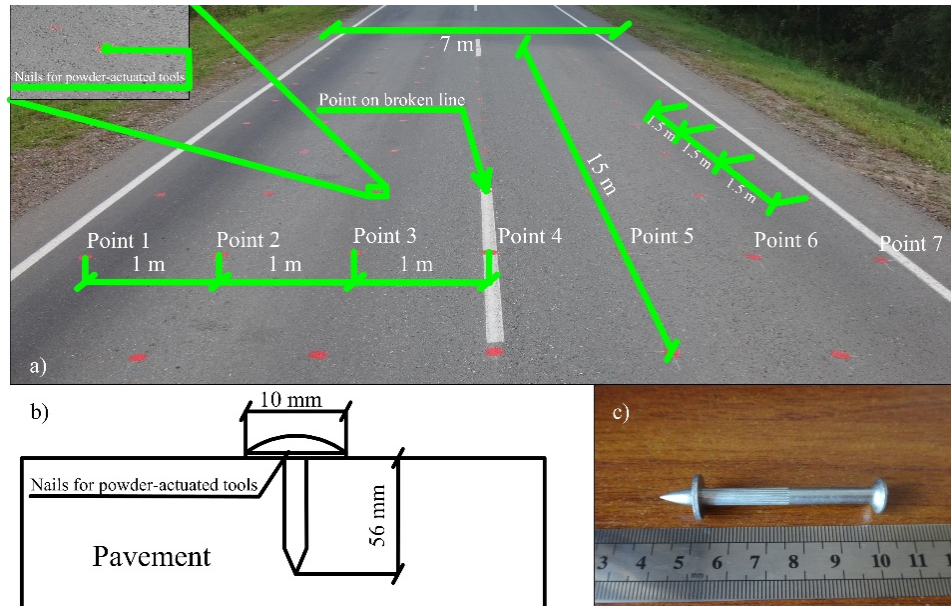 Nails for powder-actuated tools
7 m
Point on broken line
1.5 m
1.5 m
1.5 m
15 m
Point 1
Point 2
Point 3
Point 4
Point 5
Point 6
Point 7
1 m
1 m
1 m
a)
b)
10 mm
Nails for powder-actuated tools
56 mm
Pavement
c)
3 4 5 6 7 8 9 10 11
mm